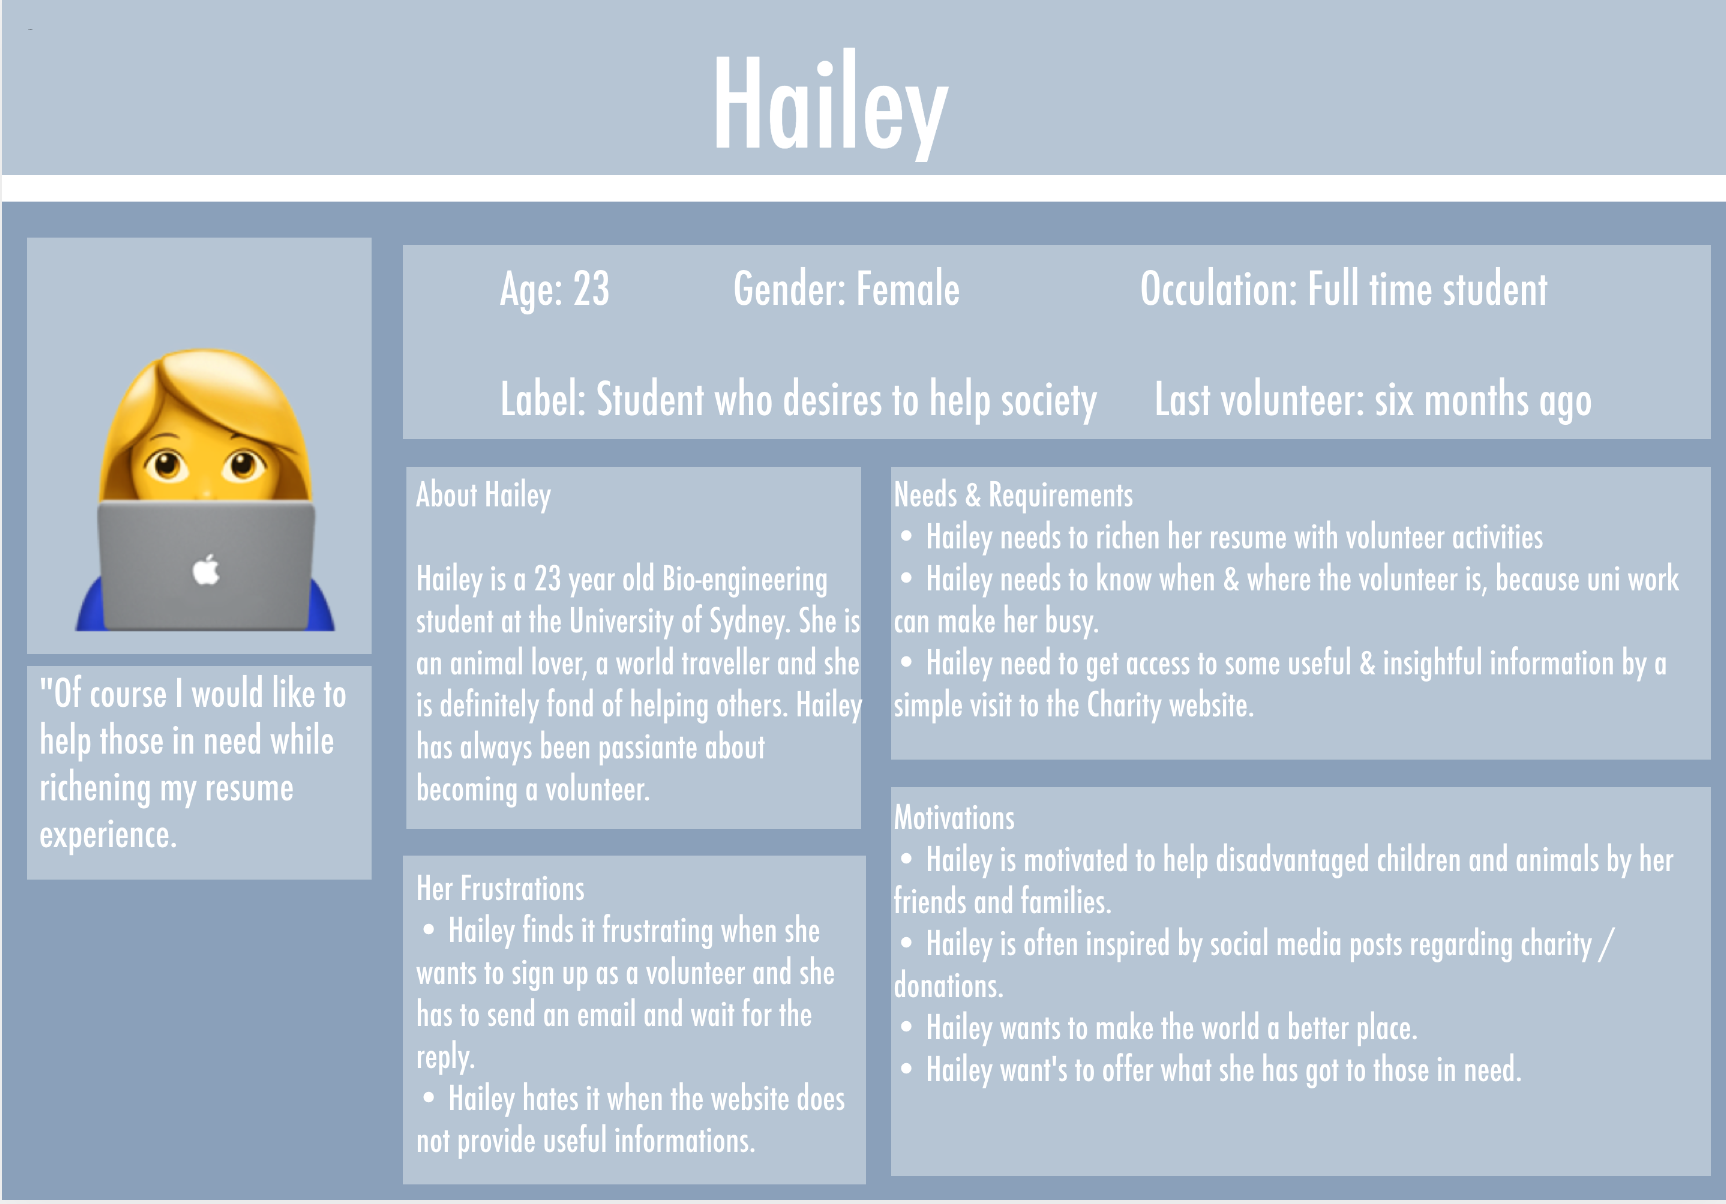 Hailey
Age: 23 Gender: Female Occulation: Full time student
Label: Student who desires to help society Last volunteer: six months ago
"Of course I would like to
help those in need while
richening my resume
experience.
About Hailey
Hailey is a 23 year old Bio-engineering
student at the University of Sydney. She is
an animal lover, a world traveller and she
is definitely fond of helping others. Hailey
has always been passiante about
becoming a volunteer.
Her Frustrations
• Hailey finds it frustrating when she
wants to sign up as a volunteer and she
has to send an email and wait for the
reply.
• Hailey hates it when the website does
not provide useful informations.
Needs & Requirements
• Hailey needs to richen her resume with volunteer activities
• Hailey needs to know when & where the volunteer is, because uni work
can make her busy.
• Hailey need to get access to some useful & insightful information by a
simple visit to the Charity website.
Motivations
• Hailey is motivated to help disadvantaged children and animals by her
friends and families.
• Hailey is often inspired by social media posts regarding charity /
donations.
• Hailey wants to make the world a better place.
• Hailey want's to offer what she has got to those in need.